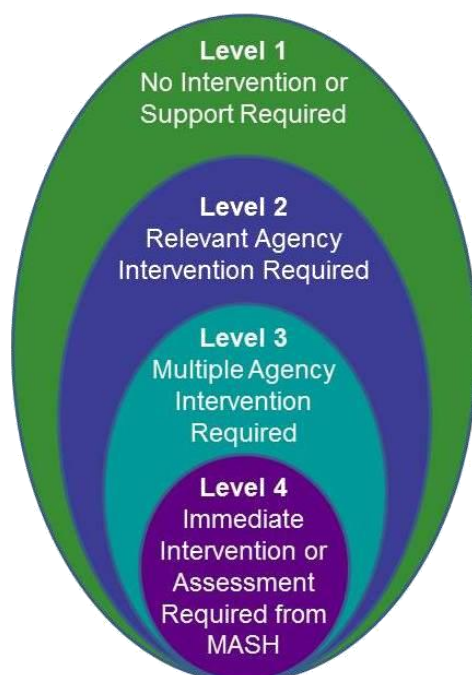 Level 1
No Intervention or
Support Required
Level 2
Relevant Agency
Intervention Required
Level 3
Multiple Agency
Intervention
Required
Level 4
Immediate
Intervention or
Assessment
Required from
MASH